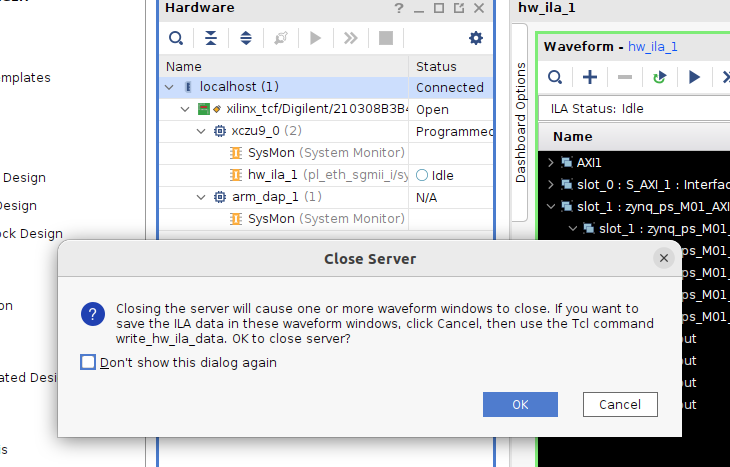 Hardware
hw_ila_1
Name
Status
localhost (1)
Connected
xilinx_tcf/Digilent/210308B3B4
Open
xczu9_0 (2)
Programmed
SysMon (System Monitor)
hw_ila_1 (pl_eth_sgmii_i/sy
Idle
arm_dap_1 (1)
N/A
SysMon (System Monitor)
Dashboard Options
Waveform - hw_ila_1
ILA Status: Idle
Name
AXI1
slot_0 : S_AXI_1 : Interfac
slot_1 : zynq_ps_M01_AXI
slot_1 : zynq_ps_M01_
ps_M01_
ps_M01_
ps_M01_
ps_M01_
out
out
out
out
mplates
Design
Design
ck Design
on
ated Desi
ls
Close Server
Closing the server will cause one or more waveform windows to close. If you want to
save the ILA data in these waveform windows, click Cancel, then use the Tcl command
write_hw_ila_data. OK to close server?
Don't show this dialog again
OK
Cancel